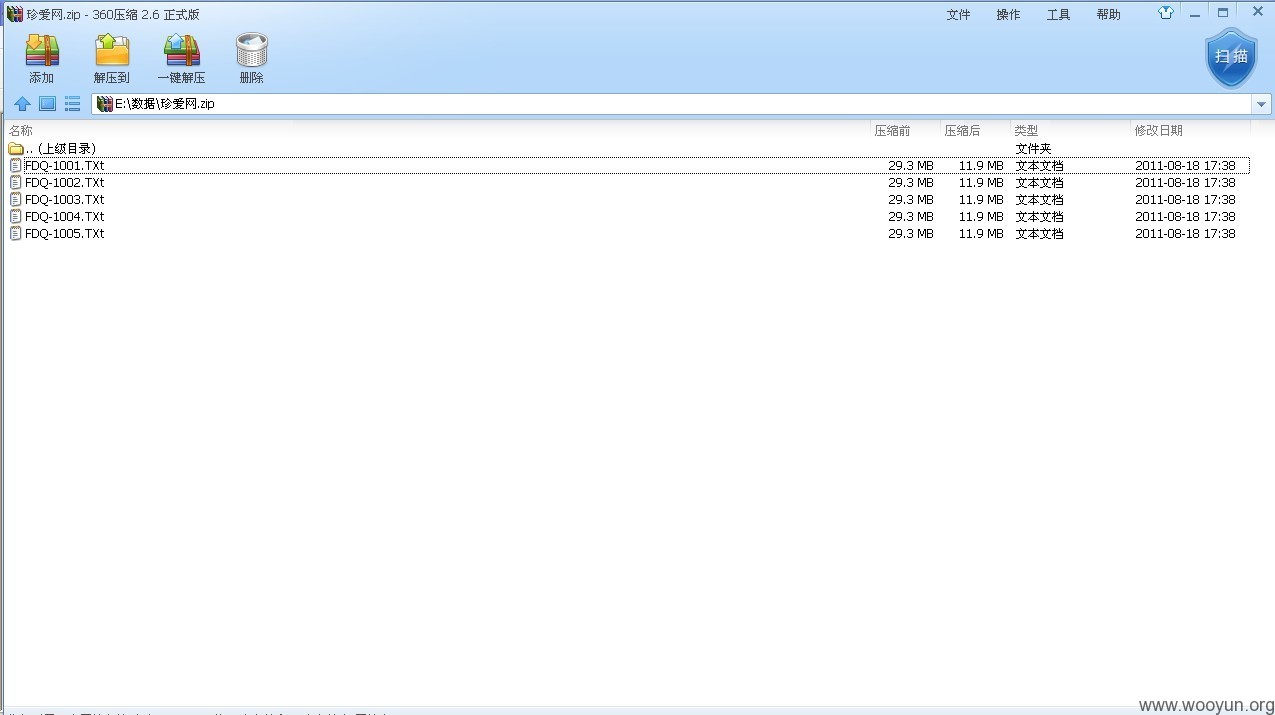 珍爱网.zip - 360压缩 2.6 正式版 文件 操作 工具 帮助
添加 解压到 一键解压 删除 扫描
E:\数据\珍爱网.zip
名称 压缩前 压缩后 类型 修改日期
.. (上级目录) 文件夹
FDQ-1001.TXt 29.3 MB 11.9 MB 文本文档 2011-08-18 17:38
FDQ-1002.TXt 29.3 MB 11.9 MB 文本文档 2011-08-18 17:38
FDQ-1003.TXt 29.3 MB 11.9 MB 文本文档 2011-08-18 17:38
FDQ-1004.TXt 29.3 MB 11.9 MB 文本文档 2011-08-18 17:38
FDQ-1005.TXt 29.3 MB 11.9 MB 文本文档 2011-08-18 17:38
www.wooyun.org